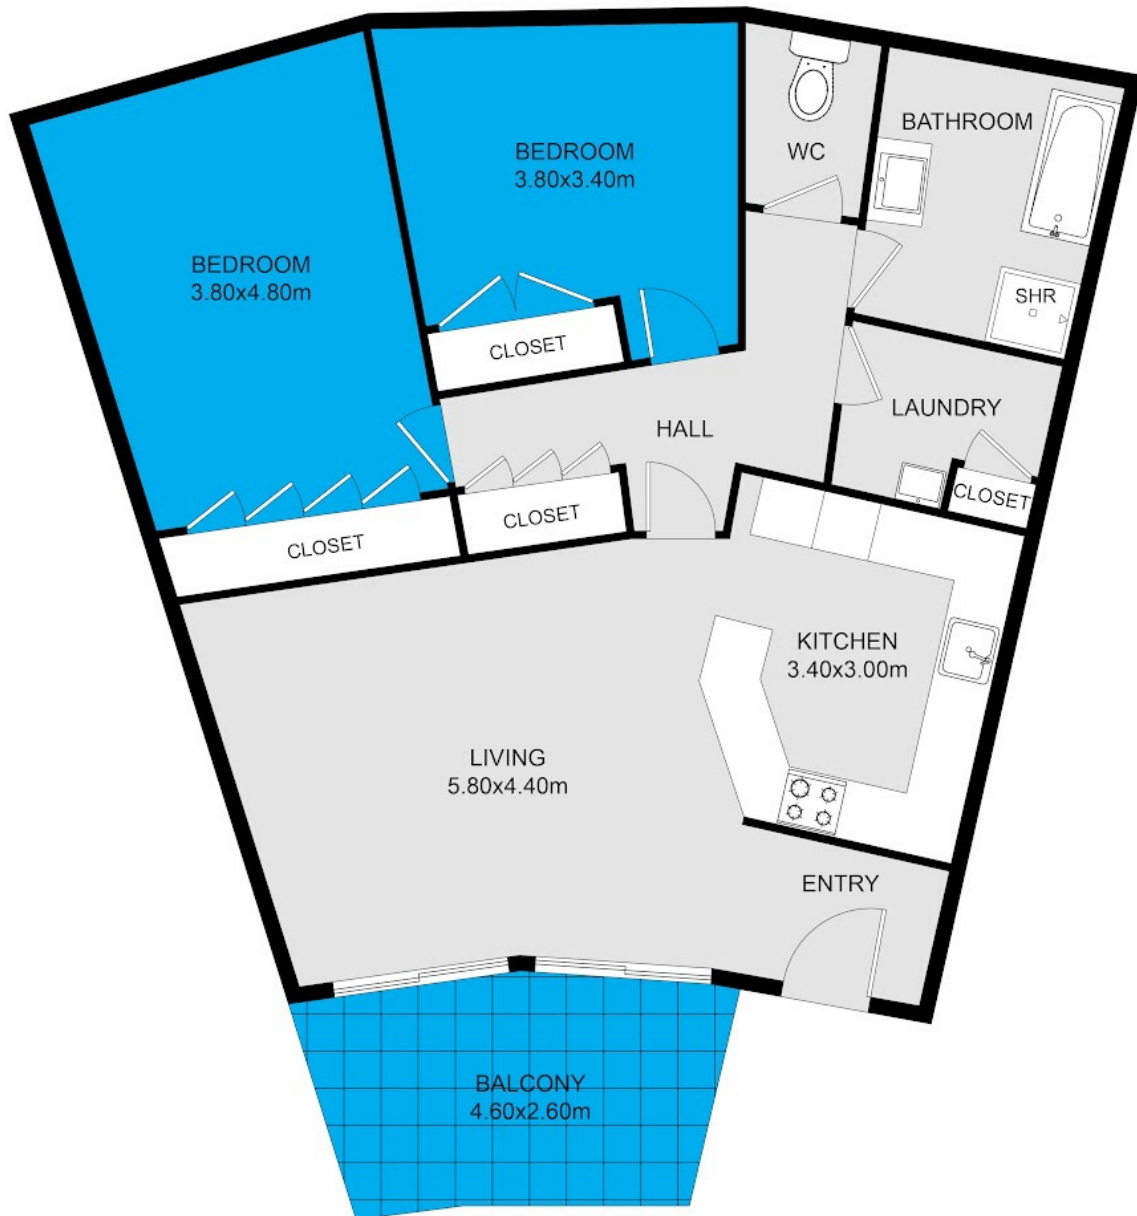 WC
BATHROOM
BEDROOM
3.80x3.40m
BEDROOM
3.80x4.80m
SHR
CLOSET
LAUNDRY
HALL
CLOSET
CLOSET
CLOSET
KITCHEN
3.40x3.00m
LIVING
5.80x4.40m
ENTRY
BALCONY
4.60x2.60m